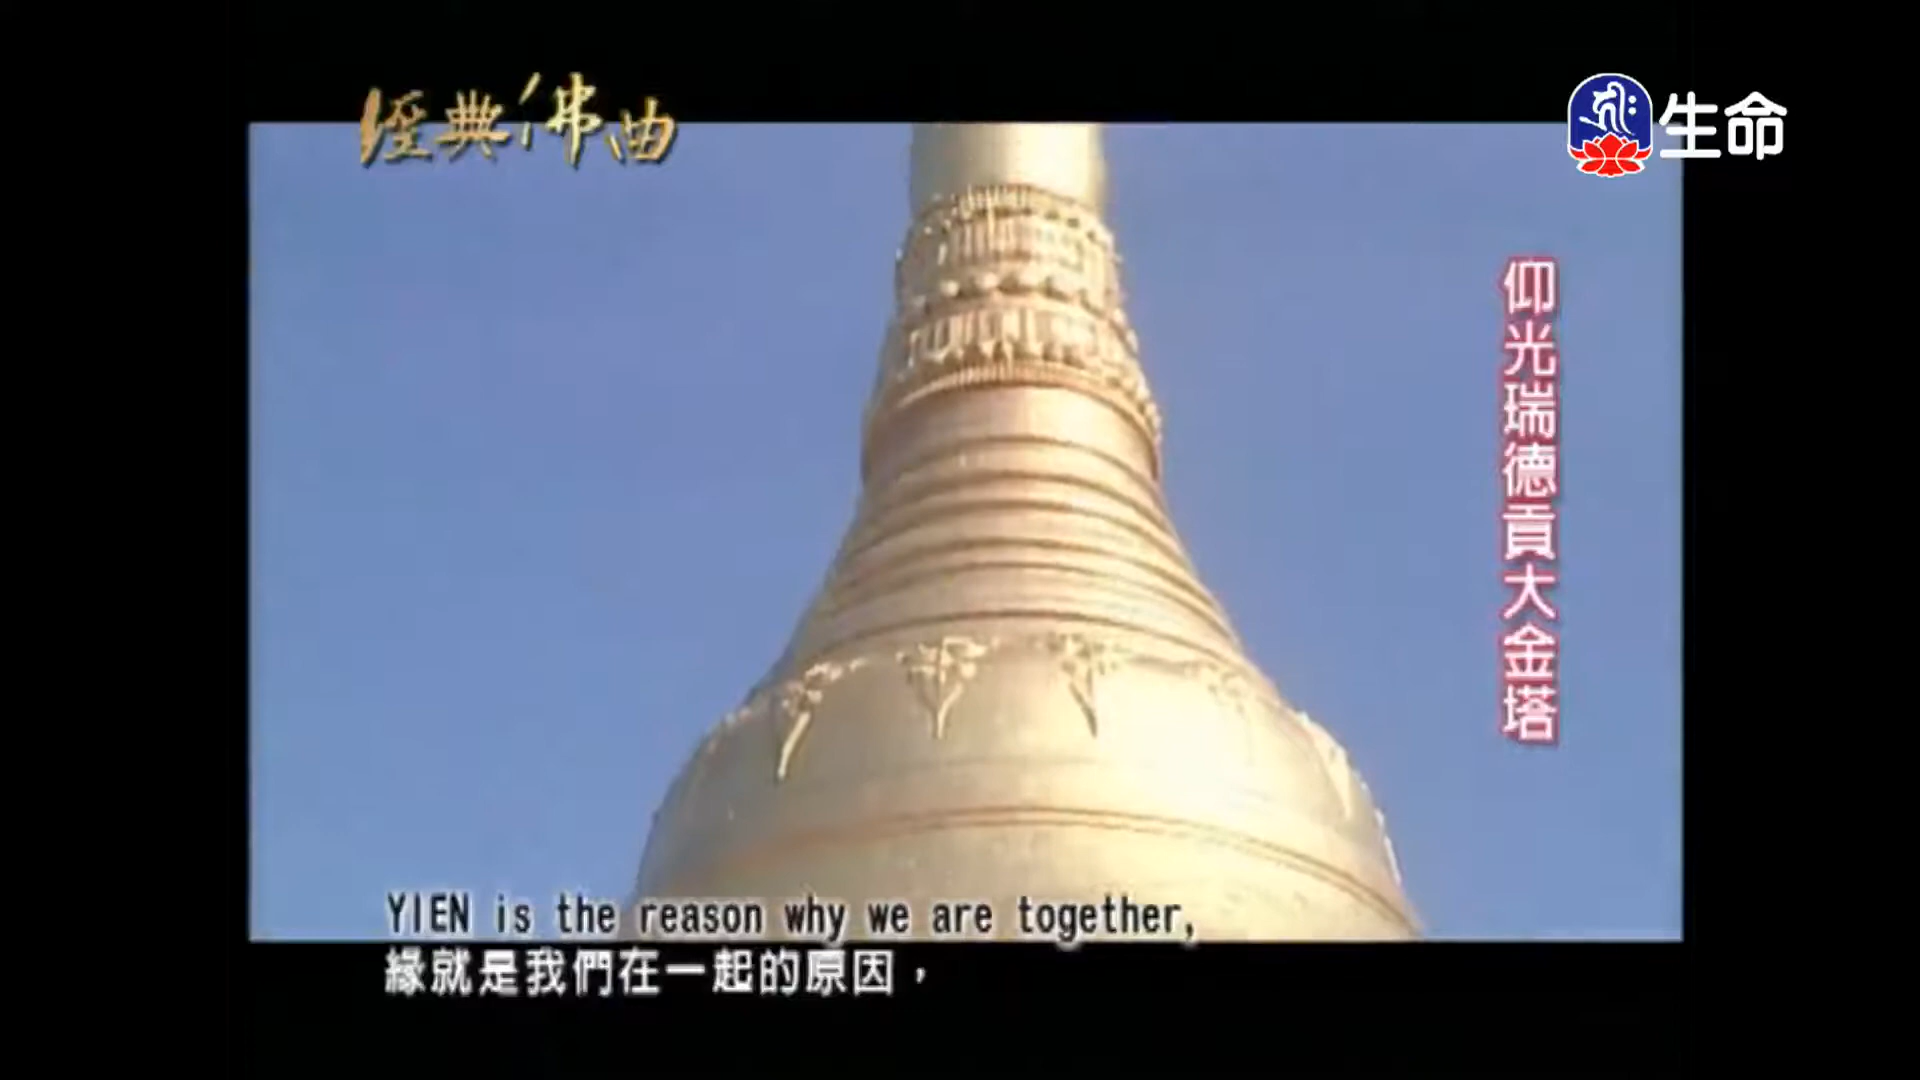 經典佛曲
生命
仰光瑞德貢大金塔
YIEN is the reason why we are together,
緣就是我們在一起的原因，